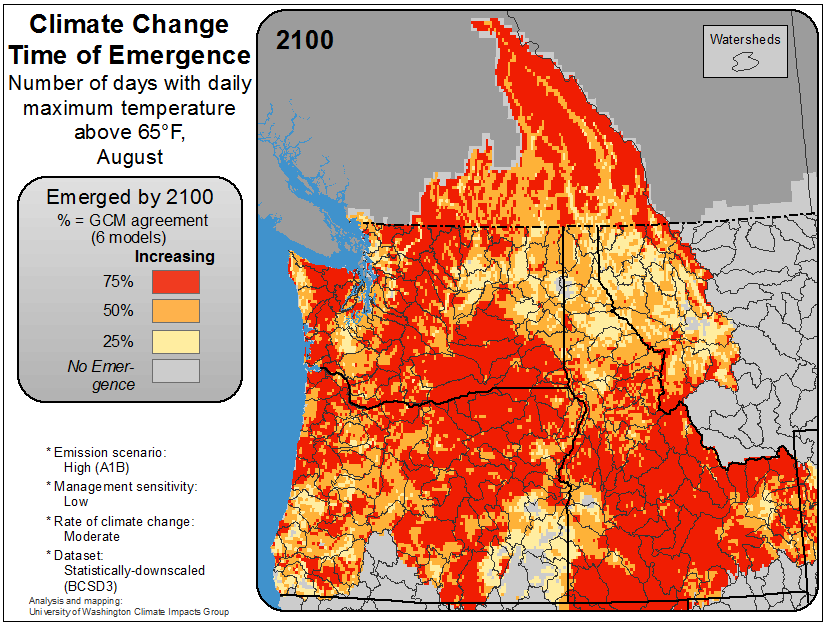 Climate Change
Time of Emergence
Number of days with daily
maximum temperature
above 65°F,
August
Emerged by 2100
% = GCM agreement
(6 models)
Increasing
75%
50%
25%
No Emer-
gence
* Emission scenario:
High (A1B)
* Management sensitivity:
Low
* Rate of climate change:
Moderate
* Dataset:
Statistically-downscaled
(BCSD3)
Analysis and mapping:
University of Washington Climate Impacts Group
2100
Watersheds